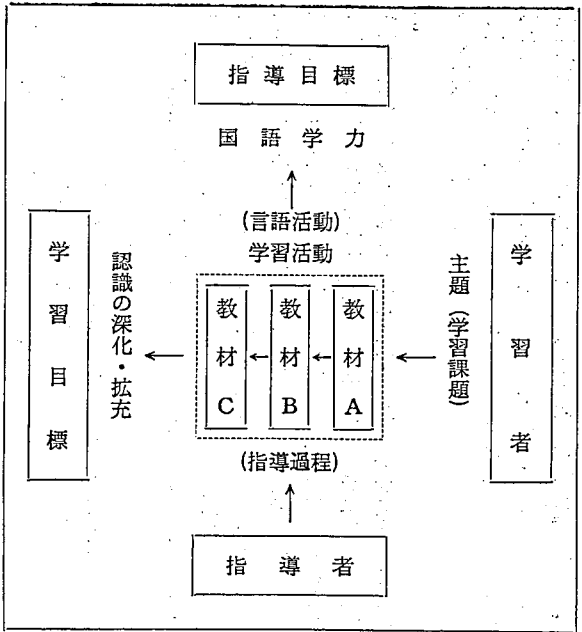 指導目標
国語学力
(言語活動)
学習活動
学習者
主題(学習課題)
教材A
教材B
教材C
認識の深化・拡充
学習目標
(指導過程)
指導者